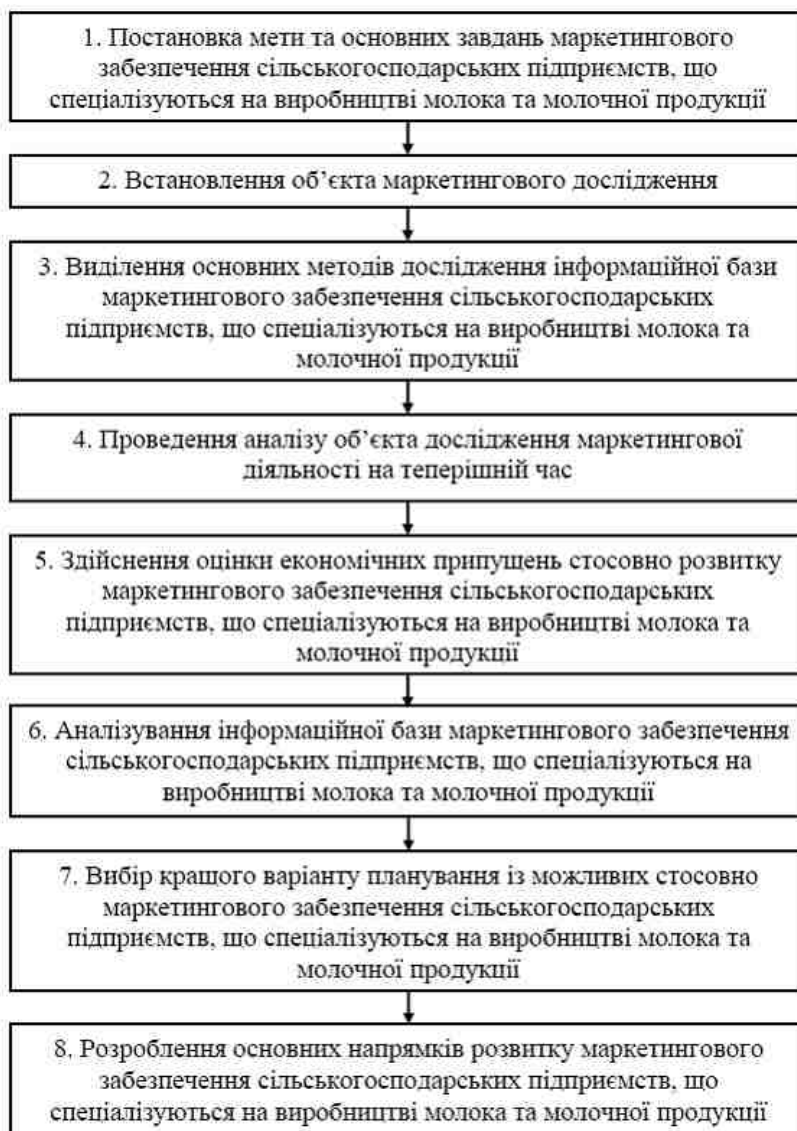 1. Постановка мети та основних завдань маркетингового
забезпечення сільськогосподарських підприємств, що
спеціалізуються на виробництві молока та молочної продукції
2. Встановлення об’єкта маркетингового дослідження
3. Виділення основних методів дослідження інформаційної бази
маркетингового забезпечення сільськогосподарських
підприємств, що спеціалізуються на виробництві молока та
молочної продукції
4. Проведення аналізу об’єкта дослідження маркетингової
діяльності на теперішній час
5. Здійснення оцінки економічних припущень стосовно розвитку
маркетингового забезпечення сільськогосподарських
підприємств, що спеціалізуються на виробництві молока та
молочної продукції
6. Аналізування інформаційної бази маркетингового забезпечення
сільськогосподарських підприємств, що спеціалізуються на
виробництві молока та молочної продукції
7. Вибір кращого варіанту планування із можливих стосовно
маркетингового забезпечення сільськогосподарських
підприємств, що спеціалізуються на виробництві молока та
молочної продукції
8. Розроблення основних напрямків розвитку маркетингового
забезпечення сільськогосподарських підприємств, що
спеціалізуються на виробництві молока та молочної продукції